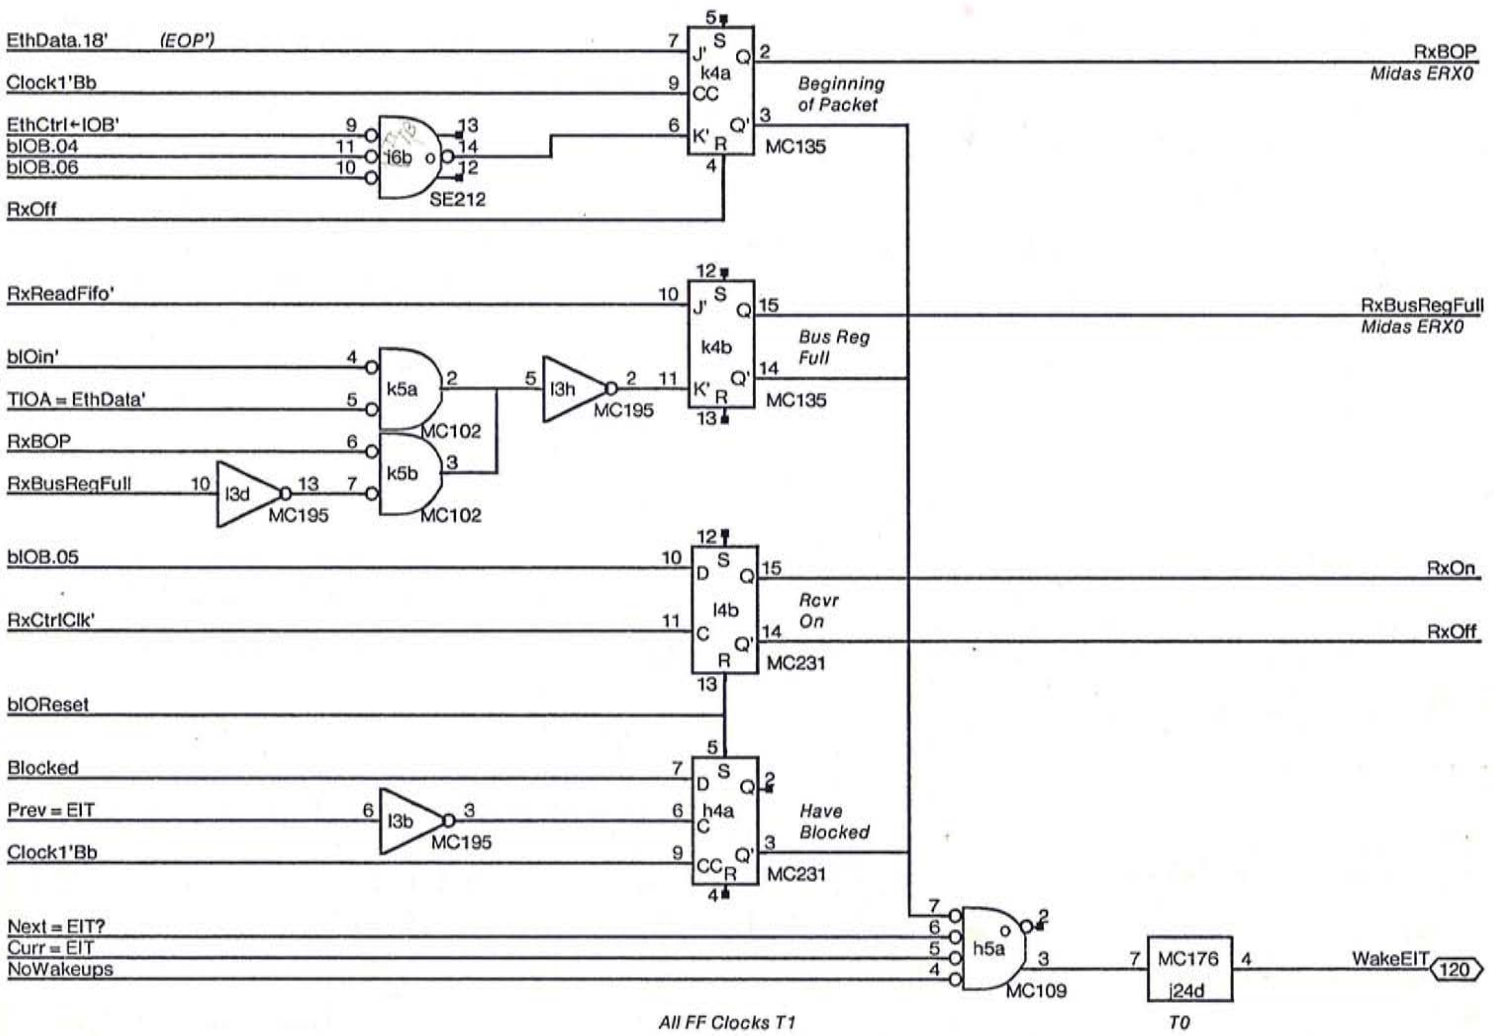 5
EthData.18' (EOP') 7 J' S Q 2 RxBOP
k4a Midas ERX0
Clock1'Bb 9 CC Beginning
of Packet
EthCtrl←IOB' 9 13 6 K' Q' 3
R MC135
bIOB.04 11 i6b 14 4
bIOB.06 10 12
SE212
RxOff
12
RxReadFifo' 10 J' S Q 15 RxBusRegFull
Midas ERX0
k4b Bus Reg
Full
bIOin' 4 k5a 2 5 l3h 2 11 K' Q' 14
R MC135
TIOA = EthData' 5 MC195 13
MC102
RxBOP 6 k5b 3
RxBusRegFull 10 l3d 13 7
MC195 MC102
12
bIOB.05 10 D S Q 15 RxOn
l4b Rcvr
On
RxCtrlClk' 11 C Q' 14 RxOff
R MC231
13
bIOReset
5
Blocked 7 D S Q 2
Prev = EIT 6 l3b 3 6 C h4a Have
Blocked
MC195
Clock1'Bb 9 CC R Q' 3
MC231
4
7 2
Next = EIT? 6
Curr = EIT 5 h5a 3 7 MC176 4 WakeEIT 120
NoWakeups 4 j24d
MC109
All FF Clocks T1 T0